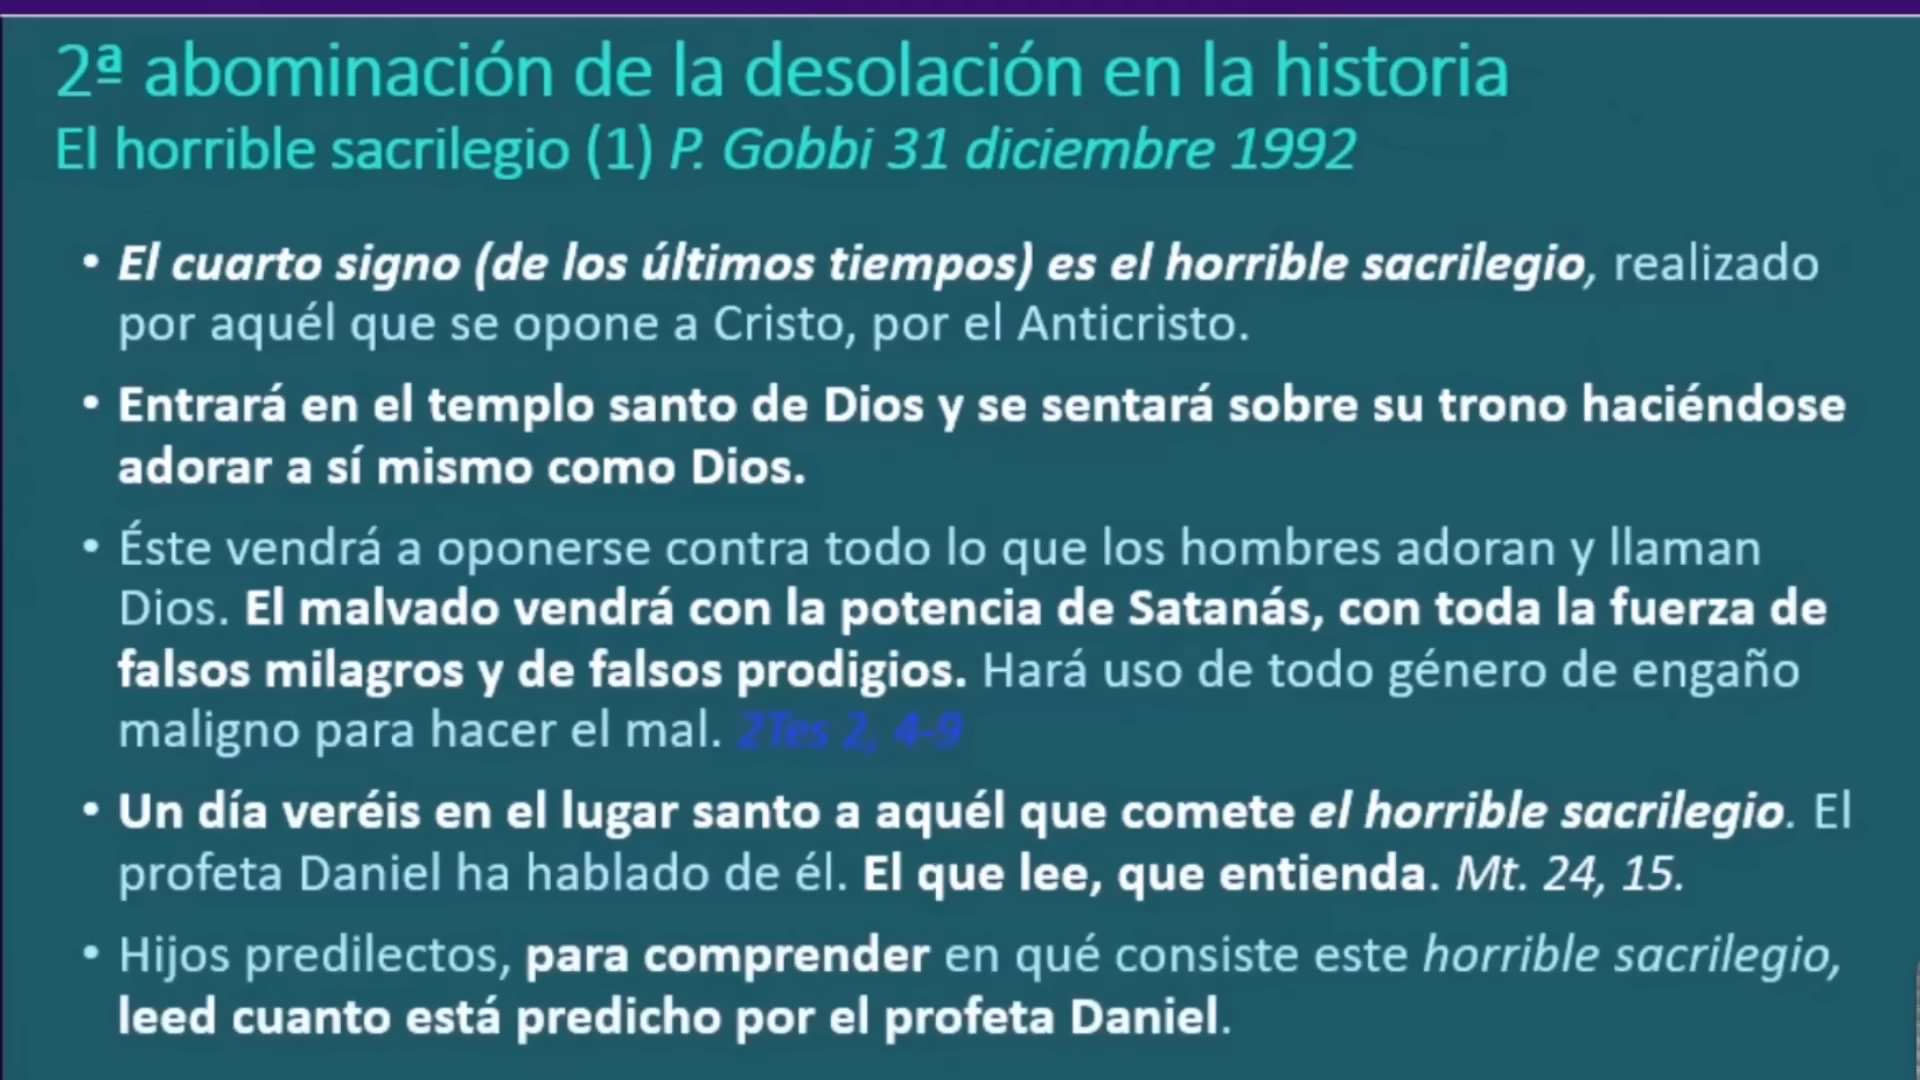 2ª abominación de la desolación en la historia
El horrible sacrilegio (1) P. Gobbi 31 diciembre 1992
• El cuarto signo (de los últimos tiempos) es el horrible sacrilegio, realizado
por aquél que se opone a Cristo, por el Anticristo.
• Entrará en el templo santo de Dios y se sentará sobre su trono haciéndose
adorar a sí mismo como Dios.
• Éste vendrá a oponerse contra todo lo que los hombres adoran y llaman
Dios. El malvado vendrá con la potencia de Satanás, con toda la fuerza de
falsos milagros y de falsos prodigios. Hará uso de todo género de engaño
maligno para hacer el mal. 2Tes 2, 4-9
• Un día veréis en el lugar santo a aquél que comete el horrible sacrilegio. El
profeta Daniel ha hablado de él. El que lee, que entienda. Mt. 24, 15.
• Hijos predilectos, para comprender en qué consiste este horrible sacrilegio,
leed cuanto está predicho por el profeta Daniel.